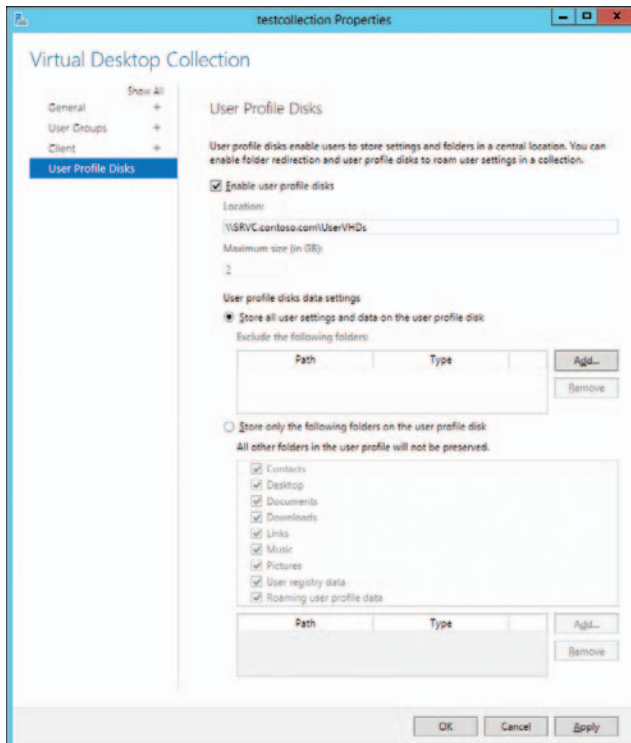 testcollection Properties
Virtual Desktop Collection
Show All
General +
User Groups +
Client +
User Profile Disks
User Profile Disks
User profile disks enable users to store settings and folders in a central location. You can
enable folder redirection and user profile disks to roam user settings in a collection.
Enable user profile disks
Location:
\\SRVC.contoso.com\UserVHDs
Maximum size (in GB):
2
User profile disks data settings
Store all user settings and data on the user profile disk
Exclude the following folders:
Path Type
Add...
Remove
Store only the following folders on the user profile disk
All other folders in the user profile will not be preserved.
Contacts
Desktop
Documents
Downloads
Links
Music
Pictures
User registry data
Roaming user profile data
Path Type
Add...
Remove
OK Cancel Apply